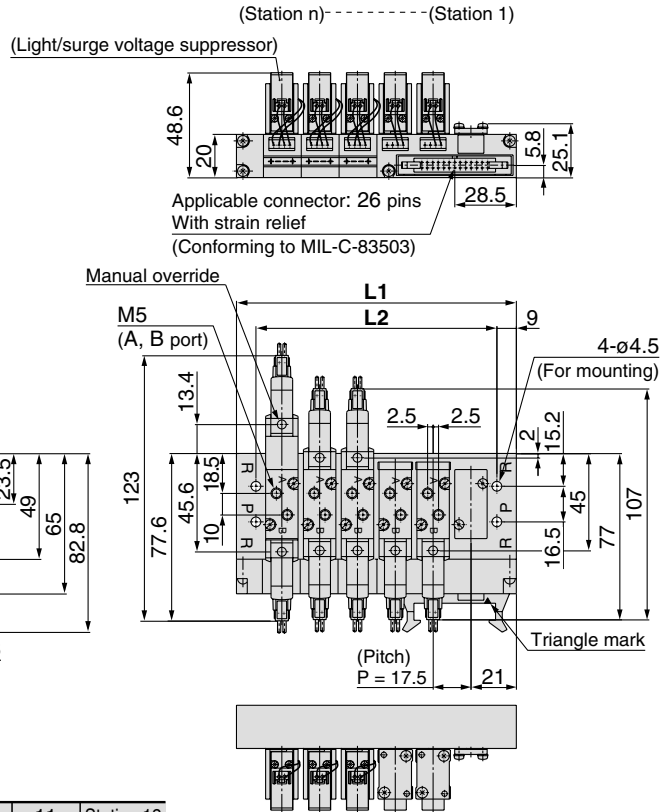 (Station n)
(Station 1)
(Light/surge voltage suppressor)
48.6
20
5.8
25.1
28.5
Applicable connector: 26 pins
With strain relief
(Conforming to MIL-C-83503)
Manual override
L1
L2
9
M5
(A, B port)
4-ø4.5
(For mounting)
13.4
2.5
2.5
2
15.2
23.5
49
65
82.8
123
77.6
45.6
18.5
10
R
P
R
A
B
A
B
A
B
A
B
A
B
R
P
R
16.5
45
77
107
Triangle mark
(Pitch)
P = 17.5
21
11